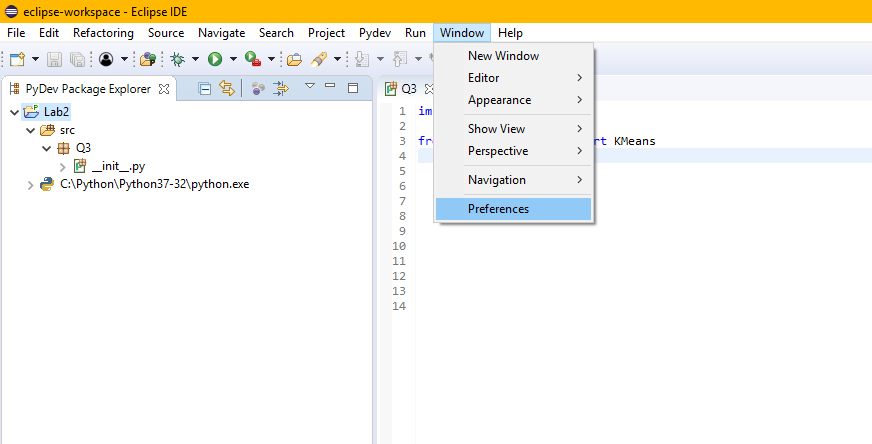 eclipse-workspace - Eclipse IDE
File Edit Refactoring Source Navigate Search Project Pydev Run Window Help
New Window
Editor
Appearance
Show View
Perspective
Navigation
Preferences
PyDev Package Explorer
Lab2
src
Q3
__init__.py
C:\Python\Python37-32\python.exe
Q3
1 im
2
3 fr rt KMeans
4
5
6
7
8
9
10
11
12
13
14